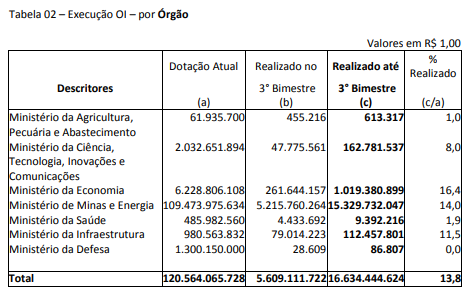 Tabela 02 – Execução OI – por Órgão
Valores em R$ 1,00
Descritores Dotação Atual (a) Realizado no 3° Bimestre (b) Realizado até 3° Bimestre (c) % Realizado (c/a)
Ministério da Agricultura, Pecuária e Abastecimento 61.935.700 455.216 613.317 1,0
Ministério da Ciência, Tecnologia, Inovações e Comunicações 2.032.651.894 47.775.561 162.781.537 8,0
Ministério da Economia 6.228.806.108 261.644.157 1.019.380.899 16,4
Ministério de Minas e Energia 109.473.975.634 5.215.760.264 15.329.732.047 14,0
Ministério da Saúde 485.982.560 4.433.692 9.392.216 1,9
Ministério da Infraestrutura 980.563.832 79.014.223 112.457.801 11,5
Ministério da Defesa 1.300.150.000 28.609 86.807 0,0
Total 120.564.065.728 5.609.111.722 16.634.444.624 13,8